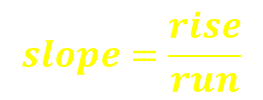 slope = rise
run